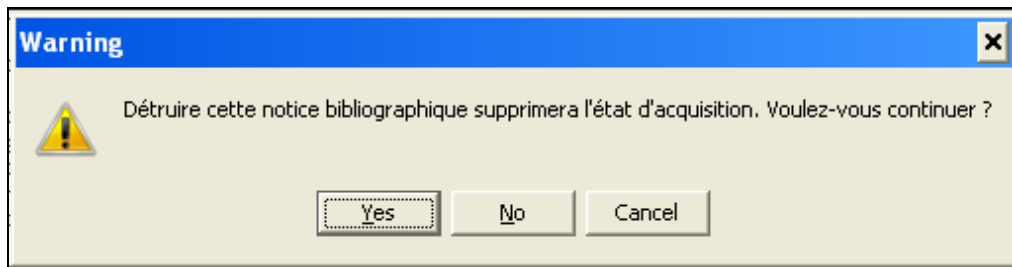 Warning
Détruire cette notice bibliographique supprimera l'état d'acquisition. Voulez-vous continuer ?
Yes No Cancel